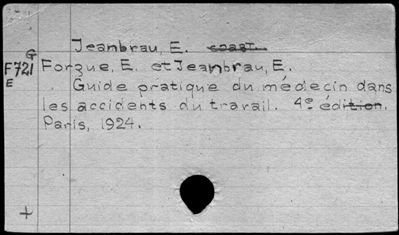 Jeanbrau, E.
G
F721 Forgue, E. et Jeanbrau, E.
E
Guide pratique du médecin dans
les accidents du travail. 4e édition.
Paris, 1924.
+